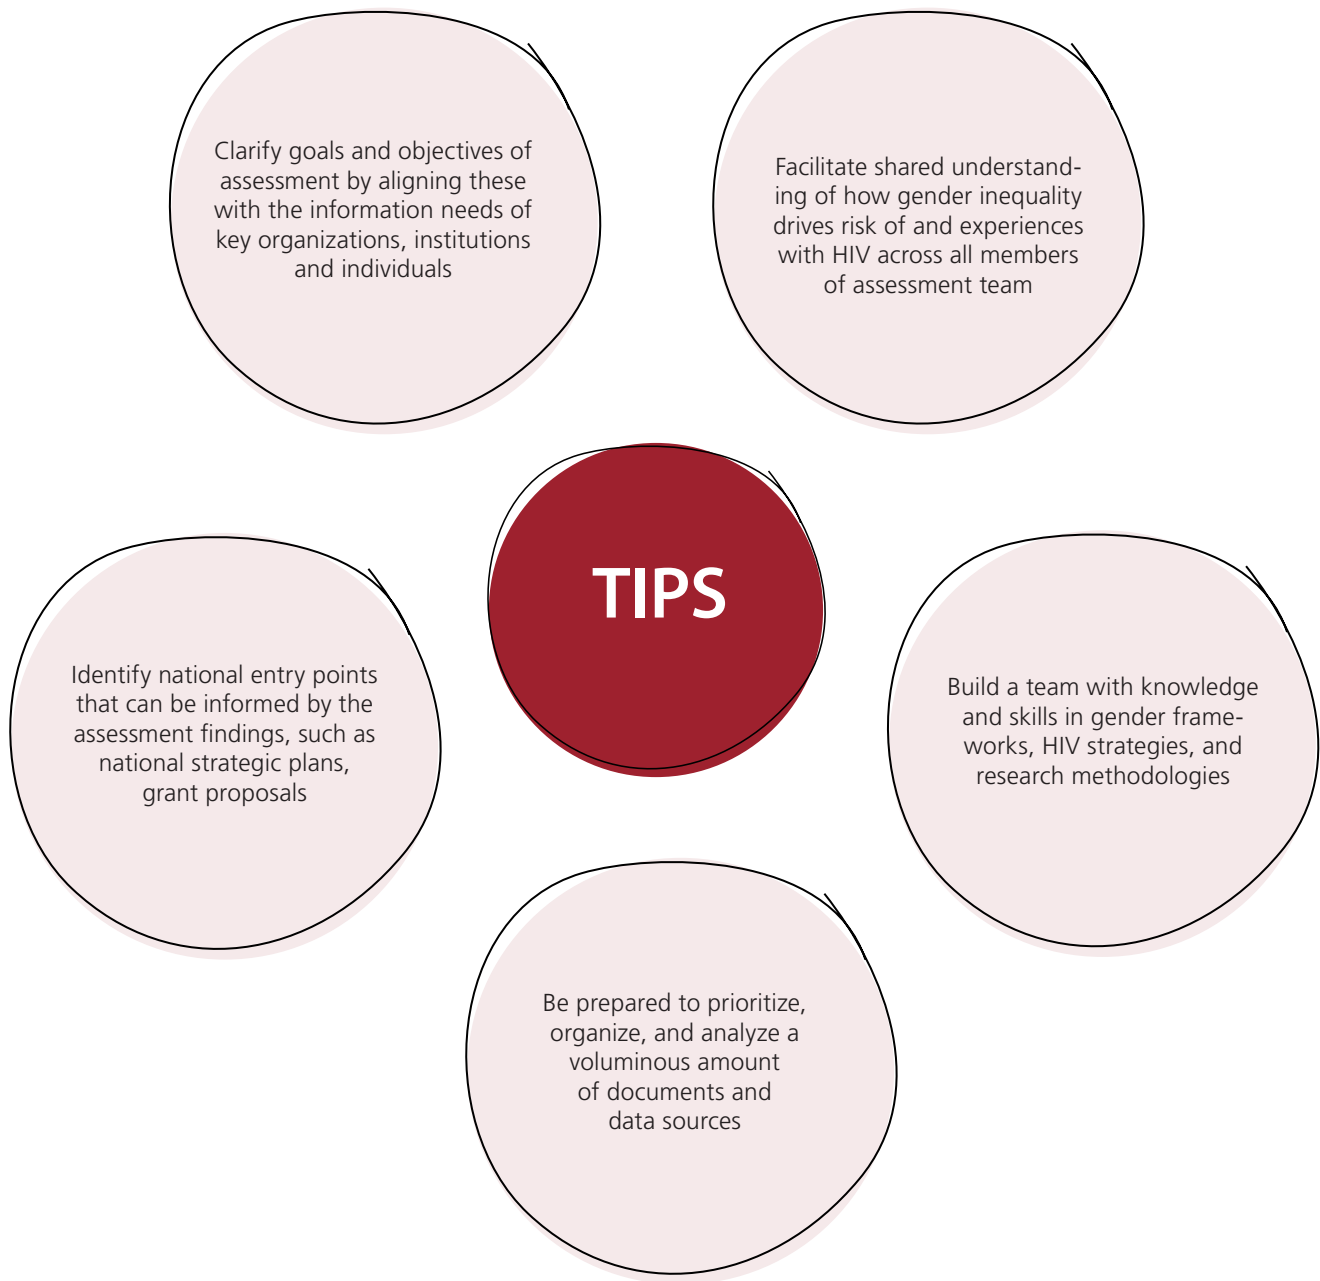 Clarify goals and objectives of
assessment by aligning these
with the information needs of
key organizations, institutions
and individuals
Facilitate shared understand-
ing of how gender inequality
drives risk of and experiences
with HIV across all members
of assessment team
TIPS
Identify national entry points
that can be informed by the
assessment findings, such as
national strategic plans,
grant proposals
Build a team with knowledge
and skills in gender frame-
works, HIV strategies, and
research methodologies
Be prepared to prioritize,
organize, and analyze a
voluminous amount
of documents and
data sources